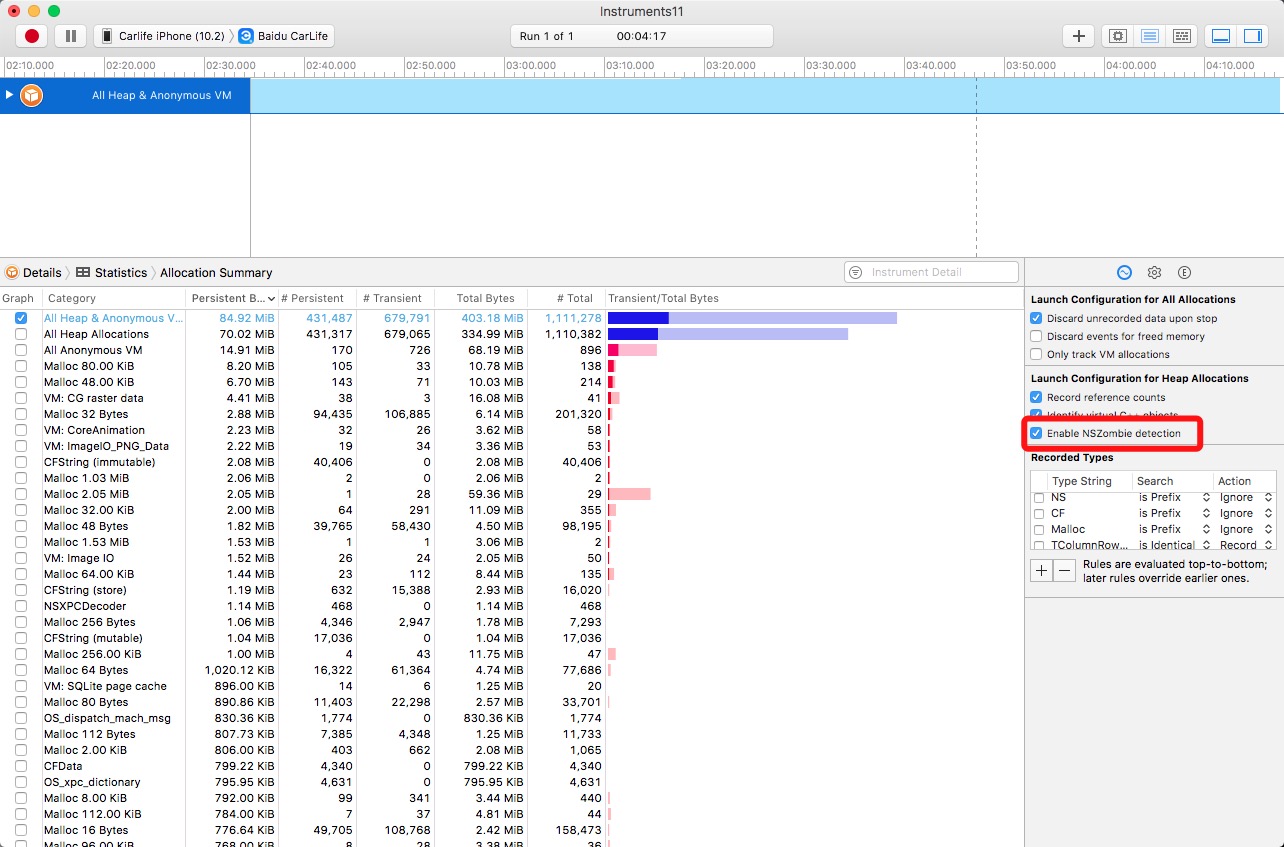 Instruments11
Carlife iPhone (10.2) Baidu CarLife
Run 1 of 1 00:04:17
02:10.000 02:20.000 02:30.000 02:40.000 02:50.000 03:00.000 03:10.000 03:20.000 03:30.000 03:40.000 03:50.000 04:00.000 04:10.000
All Heap & Anonymous VM
Details Statistics Allocation Summary
Instrument Detail
Graph Category Persistent B... # Persistent # Transient Total Bytes # Total Transient/Total Bytes
All Heap & Anonymous V... 84.92 MiB 431,487 679,791 403.18 MiB 1,111,278
All Heap Allocations 70.02 MiB 431,317 679,065 334.99 MiB 1,110,382
All Anonymous VM 14.91 MiB 170 726 68.19 MiB 896
Malloc 80.00 KiB 8.20 MiB 105 33 10.78 MiB 138
Malloc 48.00 KiB 6.70 MiB 143 71 10.03 MiB 214
VM: CG raster data 4.41 MiB 38 3 16.08 MiB 41
Malloc 32 Bytes 2.88 MiB 94,435 106,885 6.14 MiB 201,320
VM: CoreAnimation 2.23 MiB 32 26 3.62 MiB 58
VM: ImageIO_PNG_Data 2.22 MiB 19 34 3.36 MiB 53
CFString (immutable) 2.08 MiB 40,406 0 2.08 MiB 40,406
Malloc 1.03 MiB 2.06 MiB 2 0 2.06 MiB 2
Malloc 2.05 MiB 2.05 MiB 1 28 59.36 MiB 29
Malloc 32.00 KiB 2.00 MiB 64 291 11.09 MiB 355
Malloc 48 Bytes 1.82 MiB 39,765 58,430 4.50 MiB 98,195
Malloc 1.53 MiB 1.53 MiB 1 1 3.06 MiB 2
VM: Image IO 1.52 MiB 26 24 2.05 MiB 50
Malloc 64.00 KiB 1.44 MiB 23 112 8.44 MiB 135
CFString (store) 1.19 MiB 632 15,388 2.93 MiB 16,020
NSXPCDecoder 1.14 MiB 468 0 1.14 MiB 468
Malloc 256 Bytes 1.06 MiB 4,346 2,947 1.78 MiB 7,293
CFString (mutable) 1.04 MiB 17,036 0 1.04 MiB 17,036
Malloc 256.00 KiB 1.00 MiB 4 43 11.75 MiB 47
Malloc 64 Bytes 1,020.12 KiB 16,322 61,364 4.74 MiB 77,686
VM: SQLite page cache 896.00 KiB 14 6 1.25 MiB 20
Malloc 80 Bytes 890.86 KiB 11,403 22,298 2.57 MiB 33,701
OS_dispatch_mach_msg 830.36 KiB 1,774 0 830.36 KiB 1,774
Malloc 112 Bytes 807.73 KiB 7,385 4,348 1.25 MiB 11,733
Malloc 2.00 KiB 806.00 KiB 403 662 2.08 MiB 1,065
CFData 799.22 KiB 4,340 0 799.22 KiB 4,340
OS_xpc_dictionary 795.95 KiB 4,631 0 795.95 KiB 4,631
Malloc 8.00 KiB 792.00 KiB 99 341 3.44 MiB 440
Malloc 112.00 KiB 784.00 KiB 7 37 4.81 MiB 44
Malloc 16 Bytes 776.64 KiB 49,705 108,768 2.42 MiB 158,473
Malloc 96.00 KiB 768.00 KiB 8 28 3.38 MiB 36
E
Launch Configuration for All Allocations
Discard unrecorded data upon stop
Discard events for freed memory
Only track VM allocations
Launch Configuration for Heap Allocations
Record reference counts
Identify virtual C++ objects
Enable NSZombie detection
Recorded Types
Type String Search Action
NS is Prefix Ignore
CF is Prefix Ignore
Malloc is Prefix Ignore
TColumnRow... is Identical Record
+ − Rules are evaluated top-to-bottom;
later rules override earlier ones.